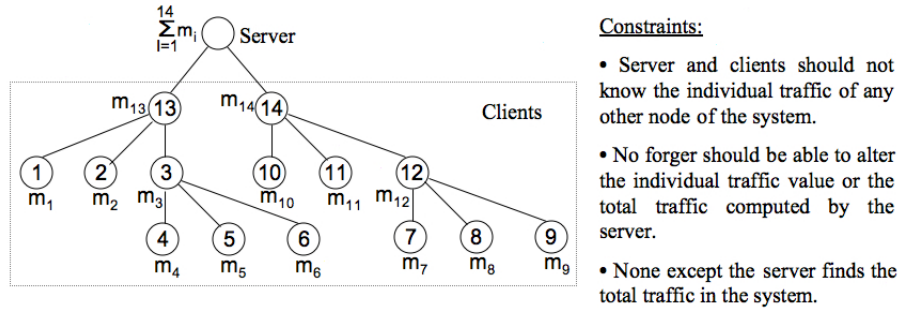 14
Σmᵢ
I=1
Server
m₁₃ 13
m₁₄ 14
Clients
1
2
3
10
11
12
m₁
m₂
m₃
m₁₀
m₁₁
m₁₂
4
5
6
7
8
9
m₄
m₅
m₆
m₇
m₈
m₉
Constraints:
• Server and clients should not
know the individual traffic of any
other node of the system.
• No forger should be able to alter
the individual traffic value or the
total traffic computed by the
server.
• None except the server finds the
total traffic in the system.